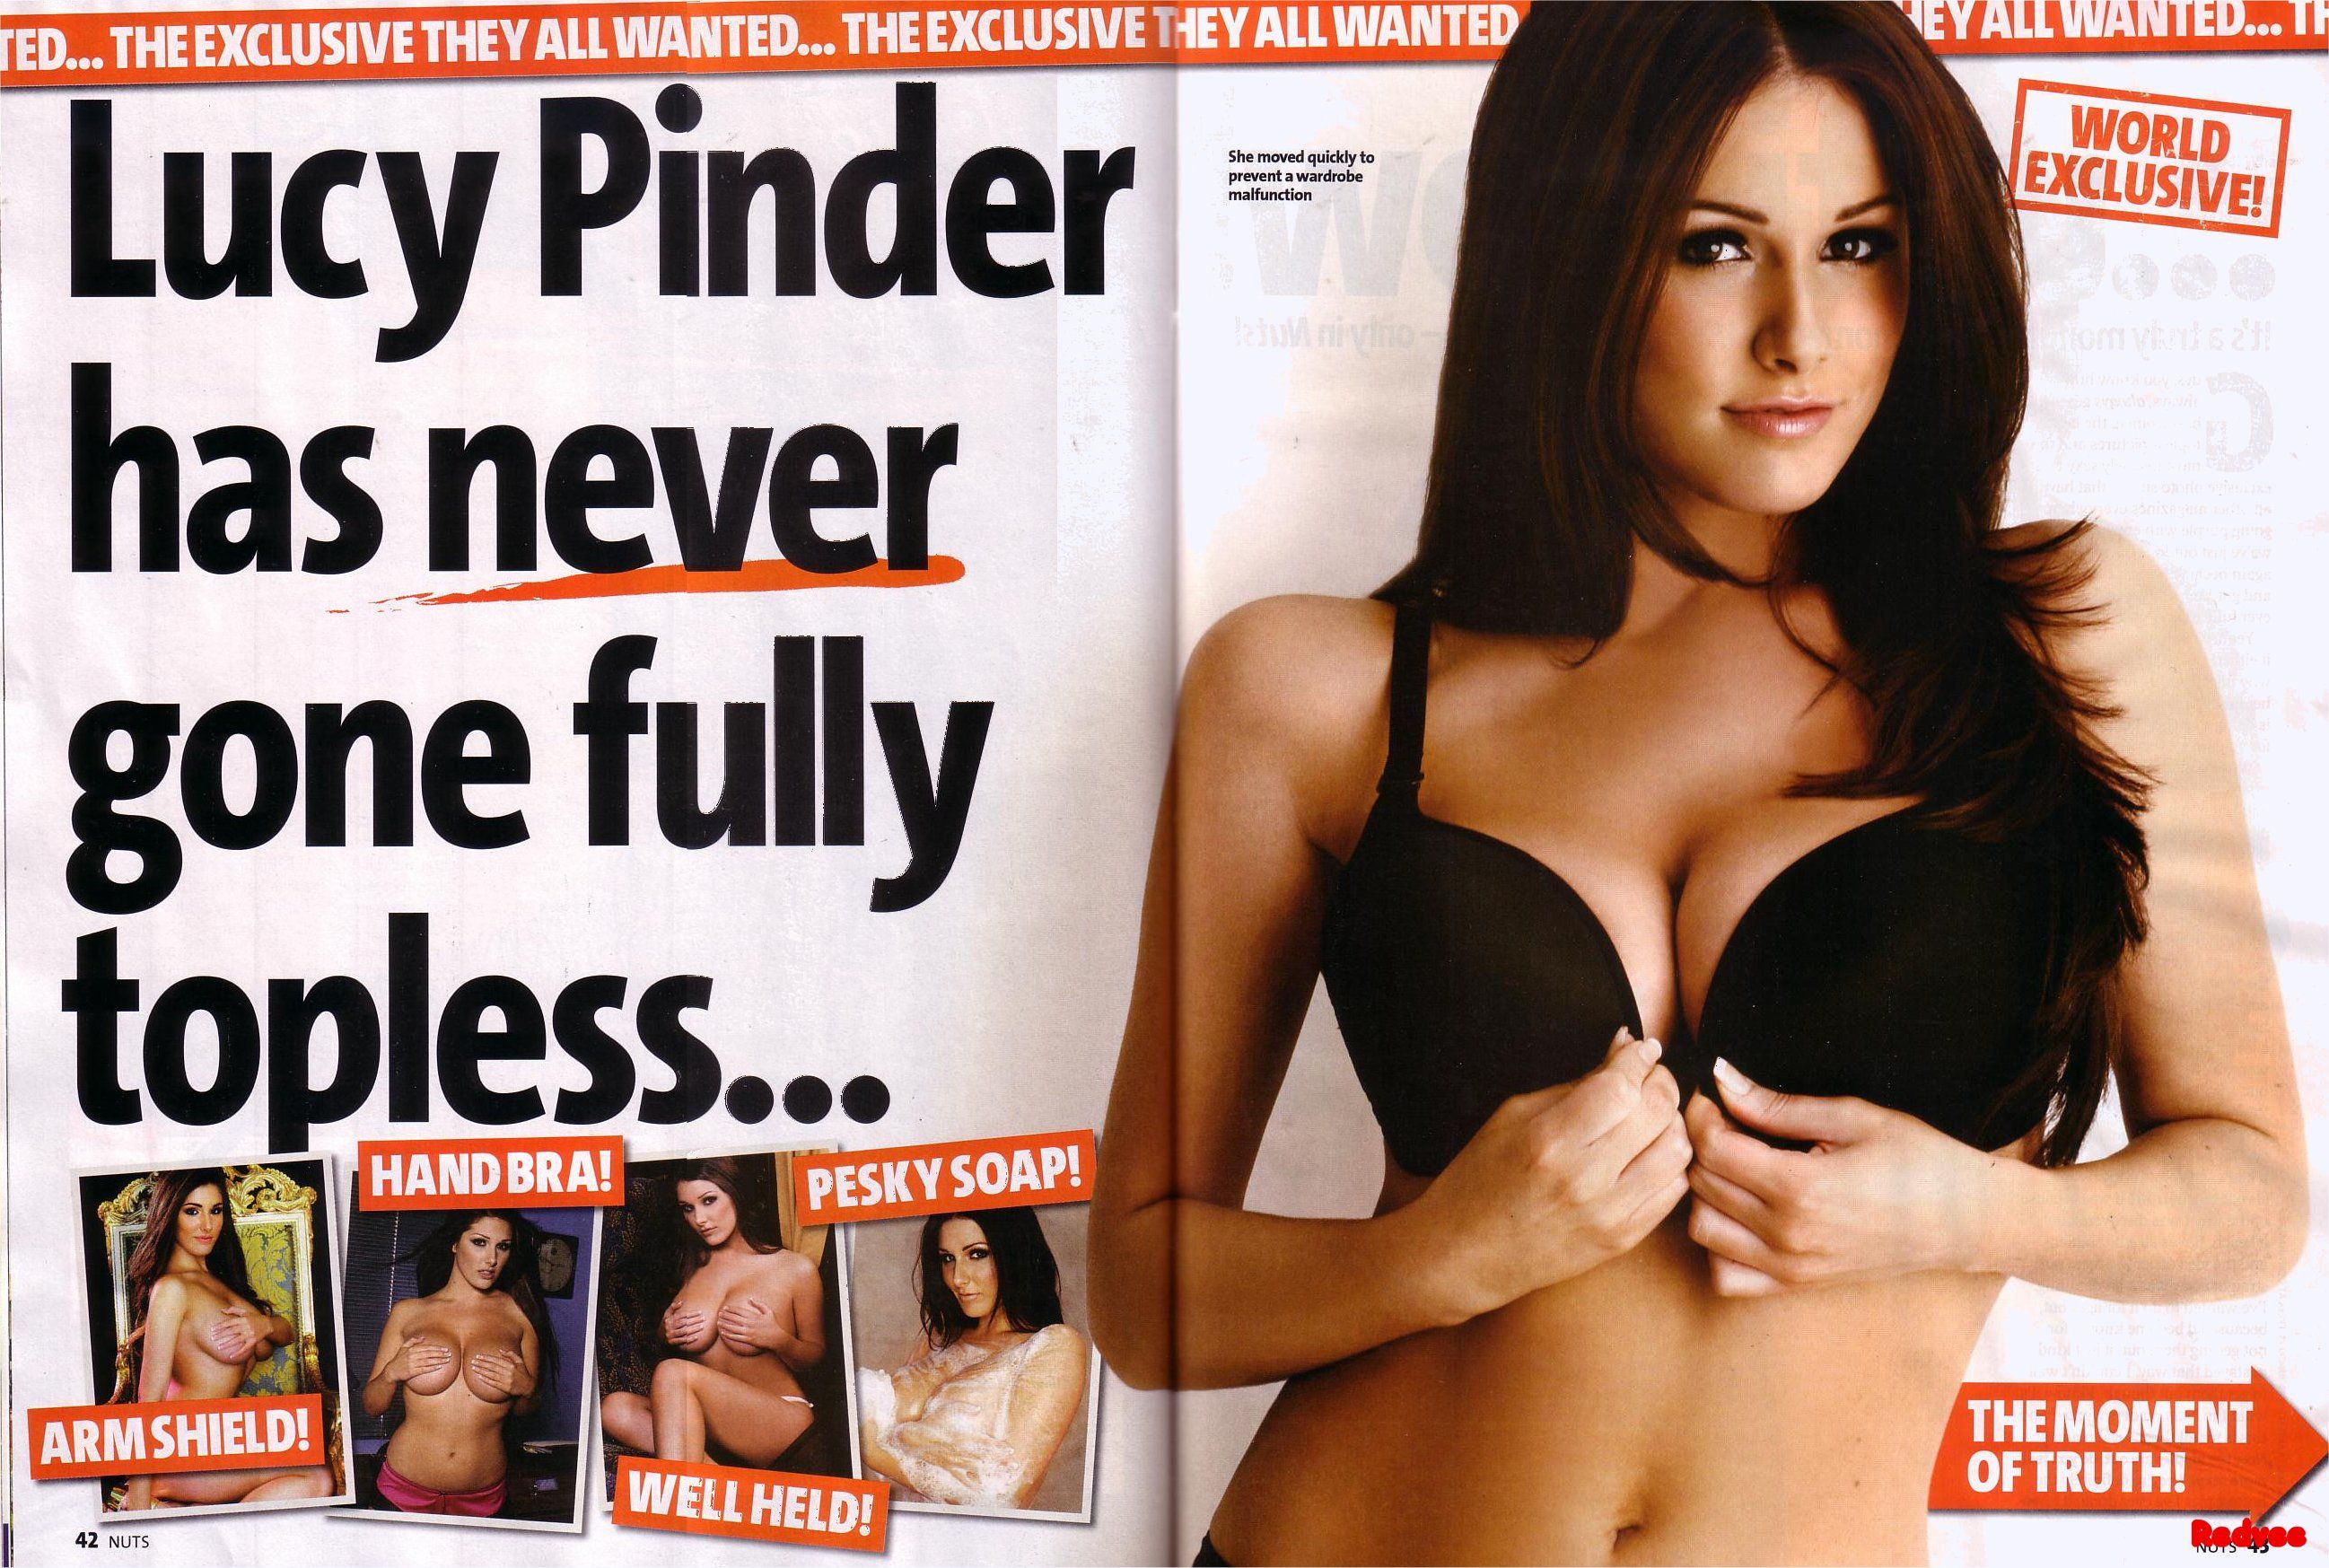 TED... THE EXCLUSIVE THEY ALL WANTED... THE EXCLUSIVE THEY ALL WANTED
HEY ALL WANTED... TH
Lucy Pinder
has never
gone fully
topless...
She moved quickly to
prevent a wardrobe
malfunction
WORLD
EXCLUSIVE!
HAND BRA!
PESKY SOAP!
ARM SHIELD!
WELL HELD!
THE MOMENT
OF TRUTH!
42 NUTS
NUTS 43